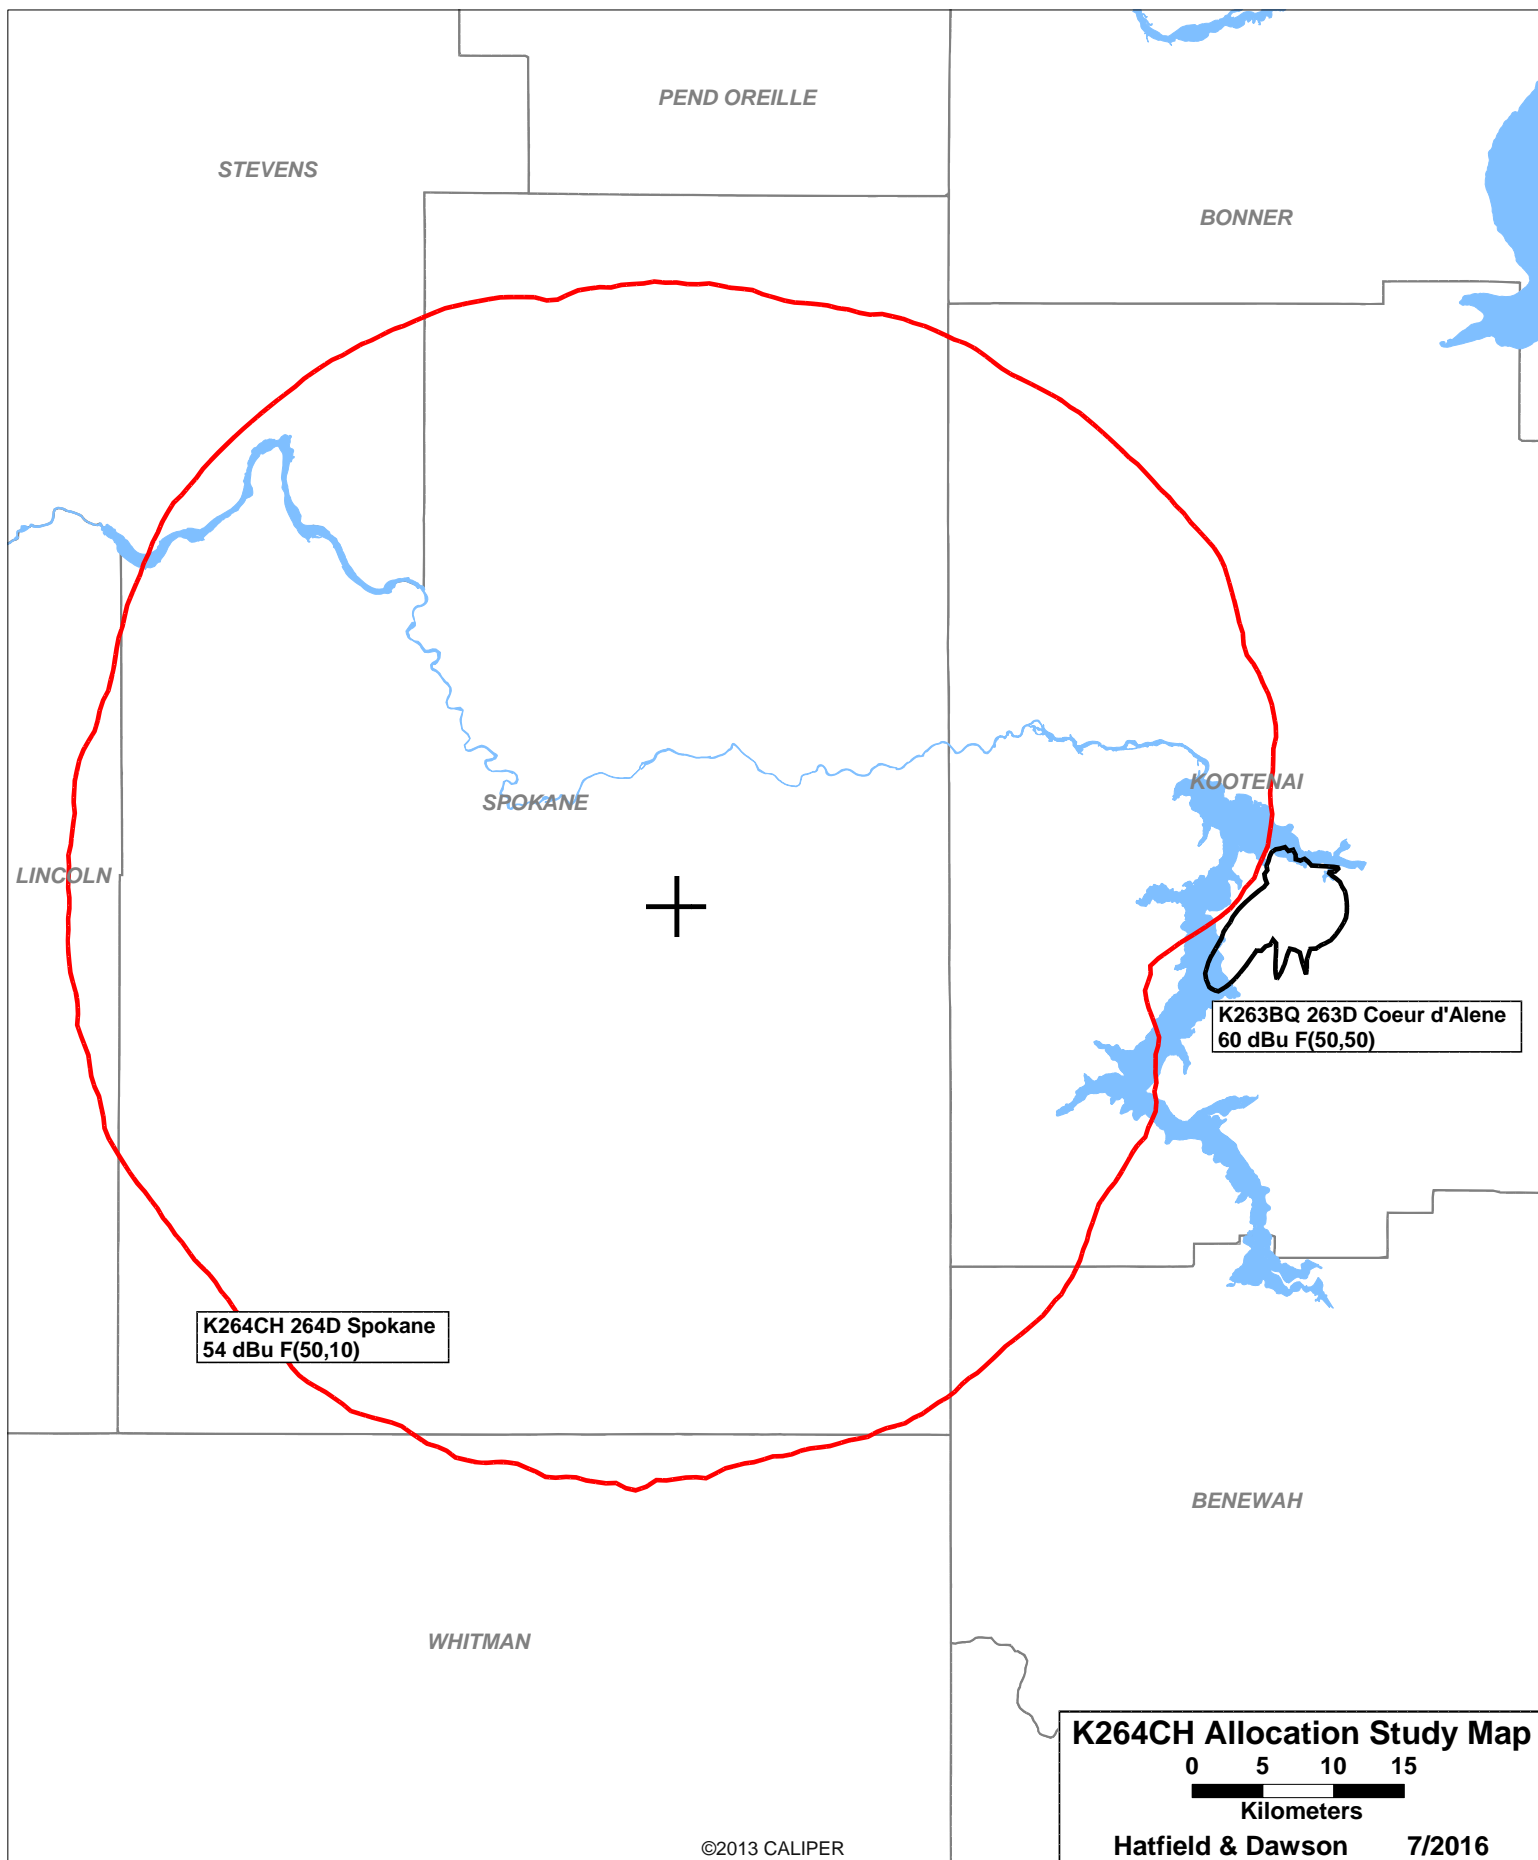 PEND OREILLE
STEVENS
BONNER
KOOTENAI
SPOKANE
LINCOLN
K263BQ 263D Coeur d'Alene
60 dBu F(50,50)
K264CH 264D Spokane
54 dBu F(50,10)
BENEWAH
WHITMAN
K264CH Allocation Study Map
0 5 10 15
Kilometers
Hatfield & Dawson 7/2016
©2013 CALIPER